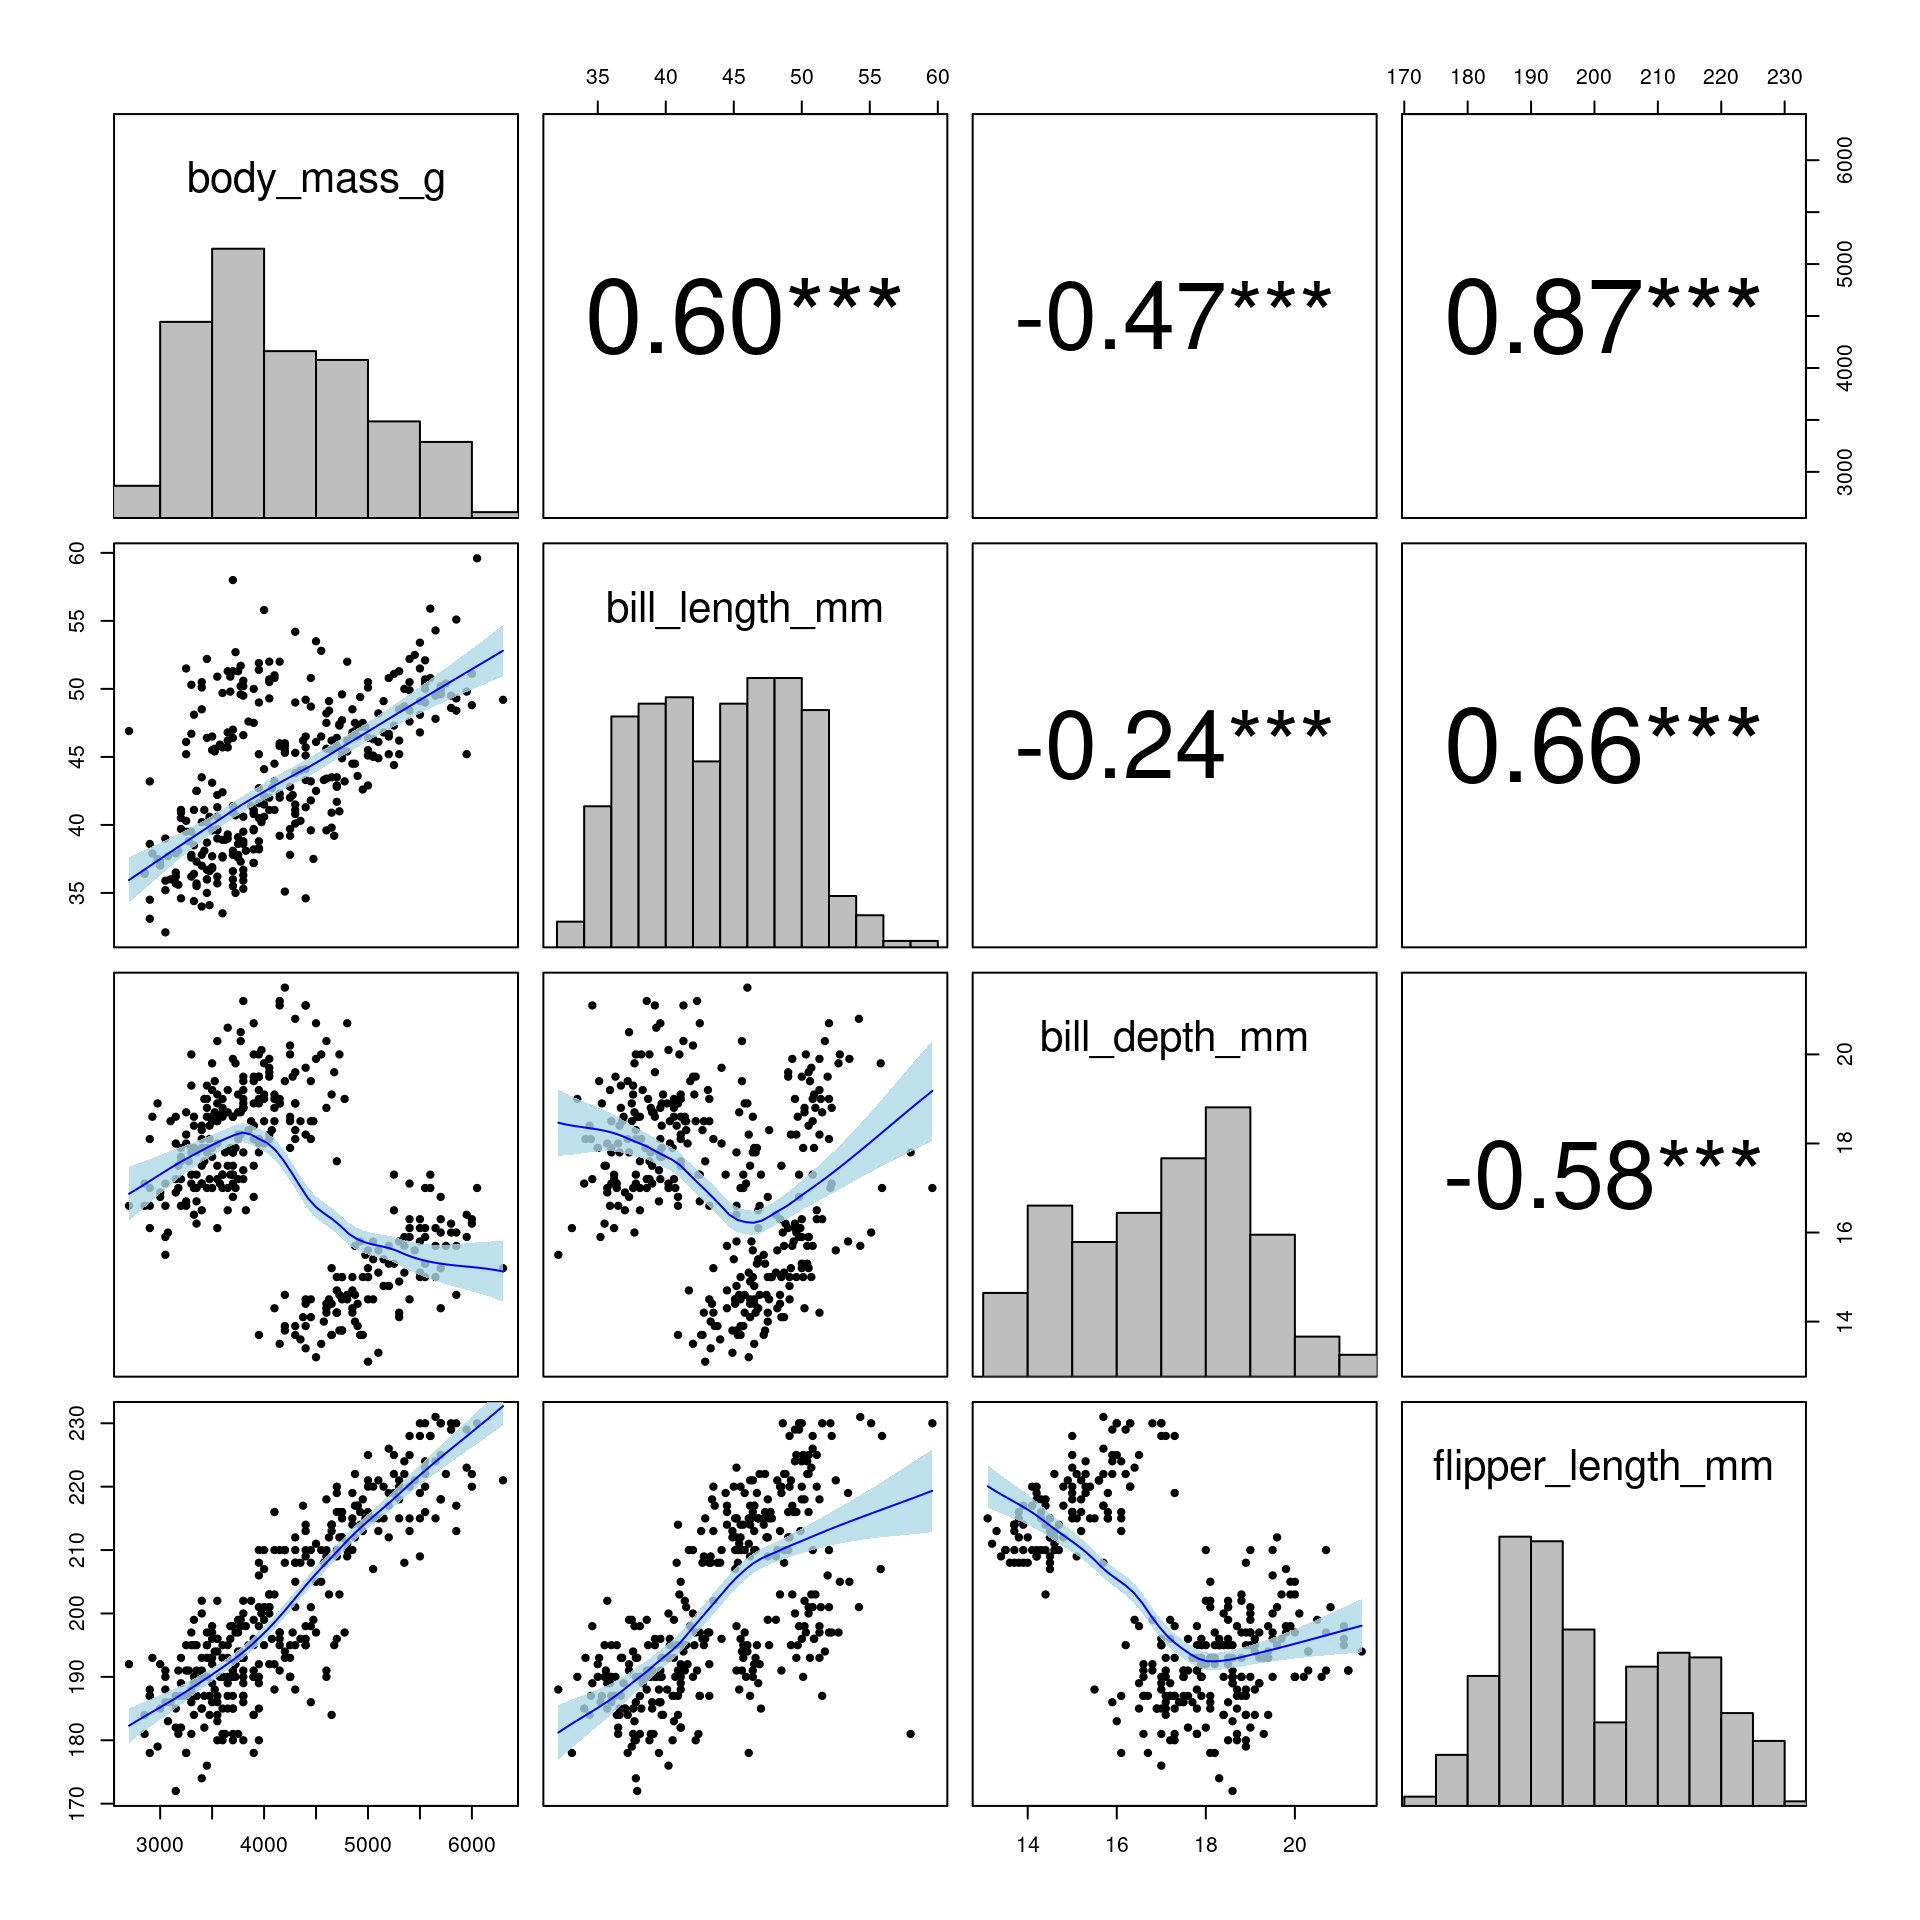 35 40 45 50 55 60
170 180 190 200 210 220 230
body_mass_g
0.60***
-0.47***
0.87***
3000 4000 5000 6000
35 40 45 50 55 60
bill_length_mm
-0.24***
0.66***
bill_depth_mm
-0.58***
14 16 18 20
170 180 190 200 210 220 230
flipper_length_mm
3000 4000 5000 6000
14 16 18 20